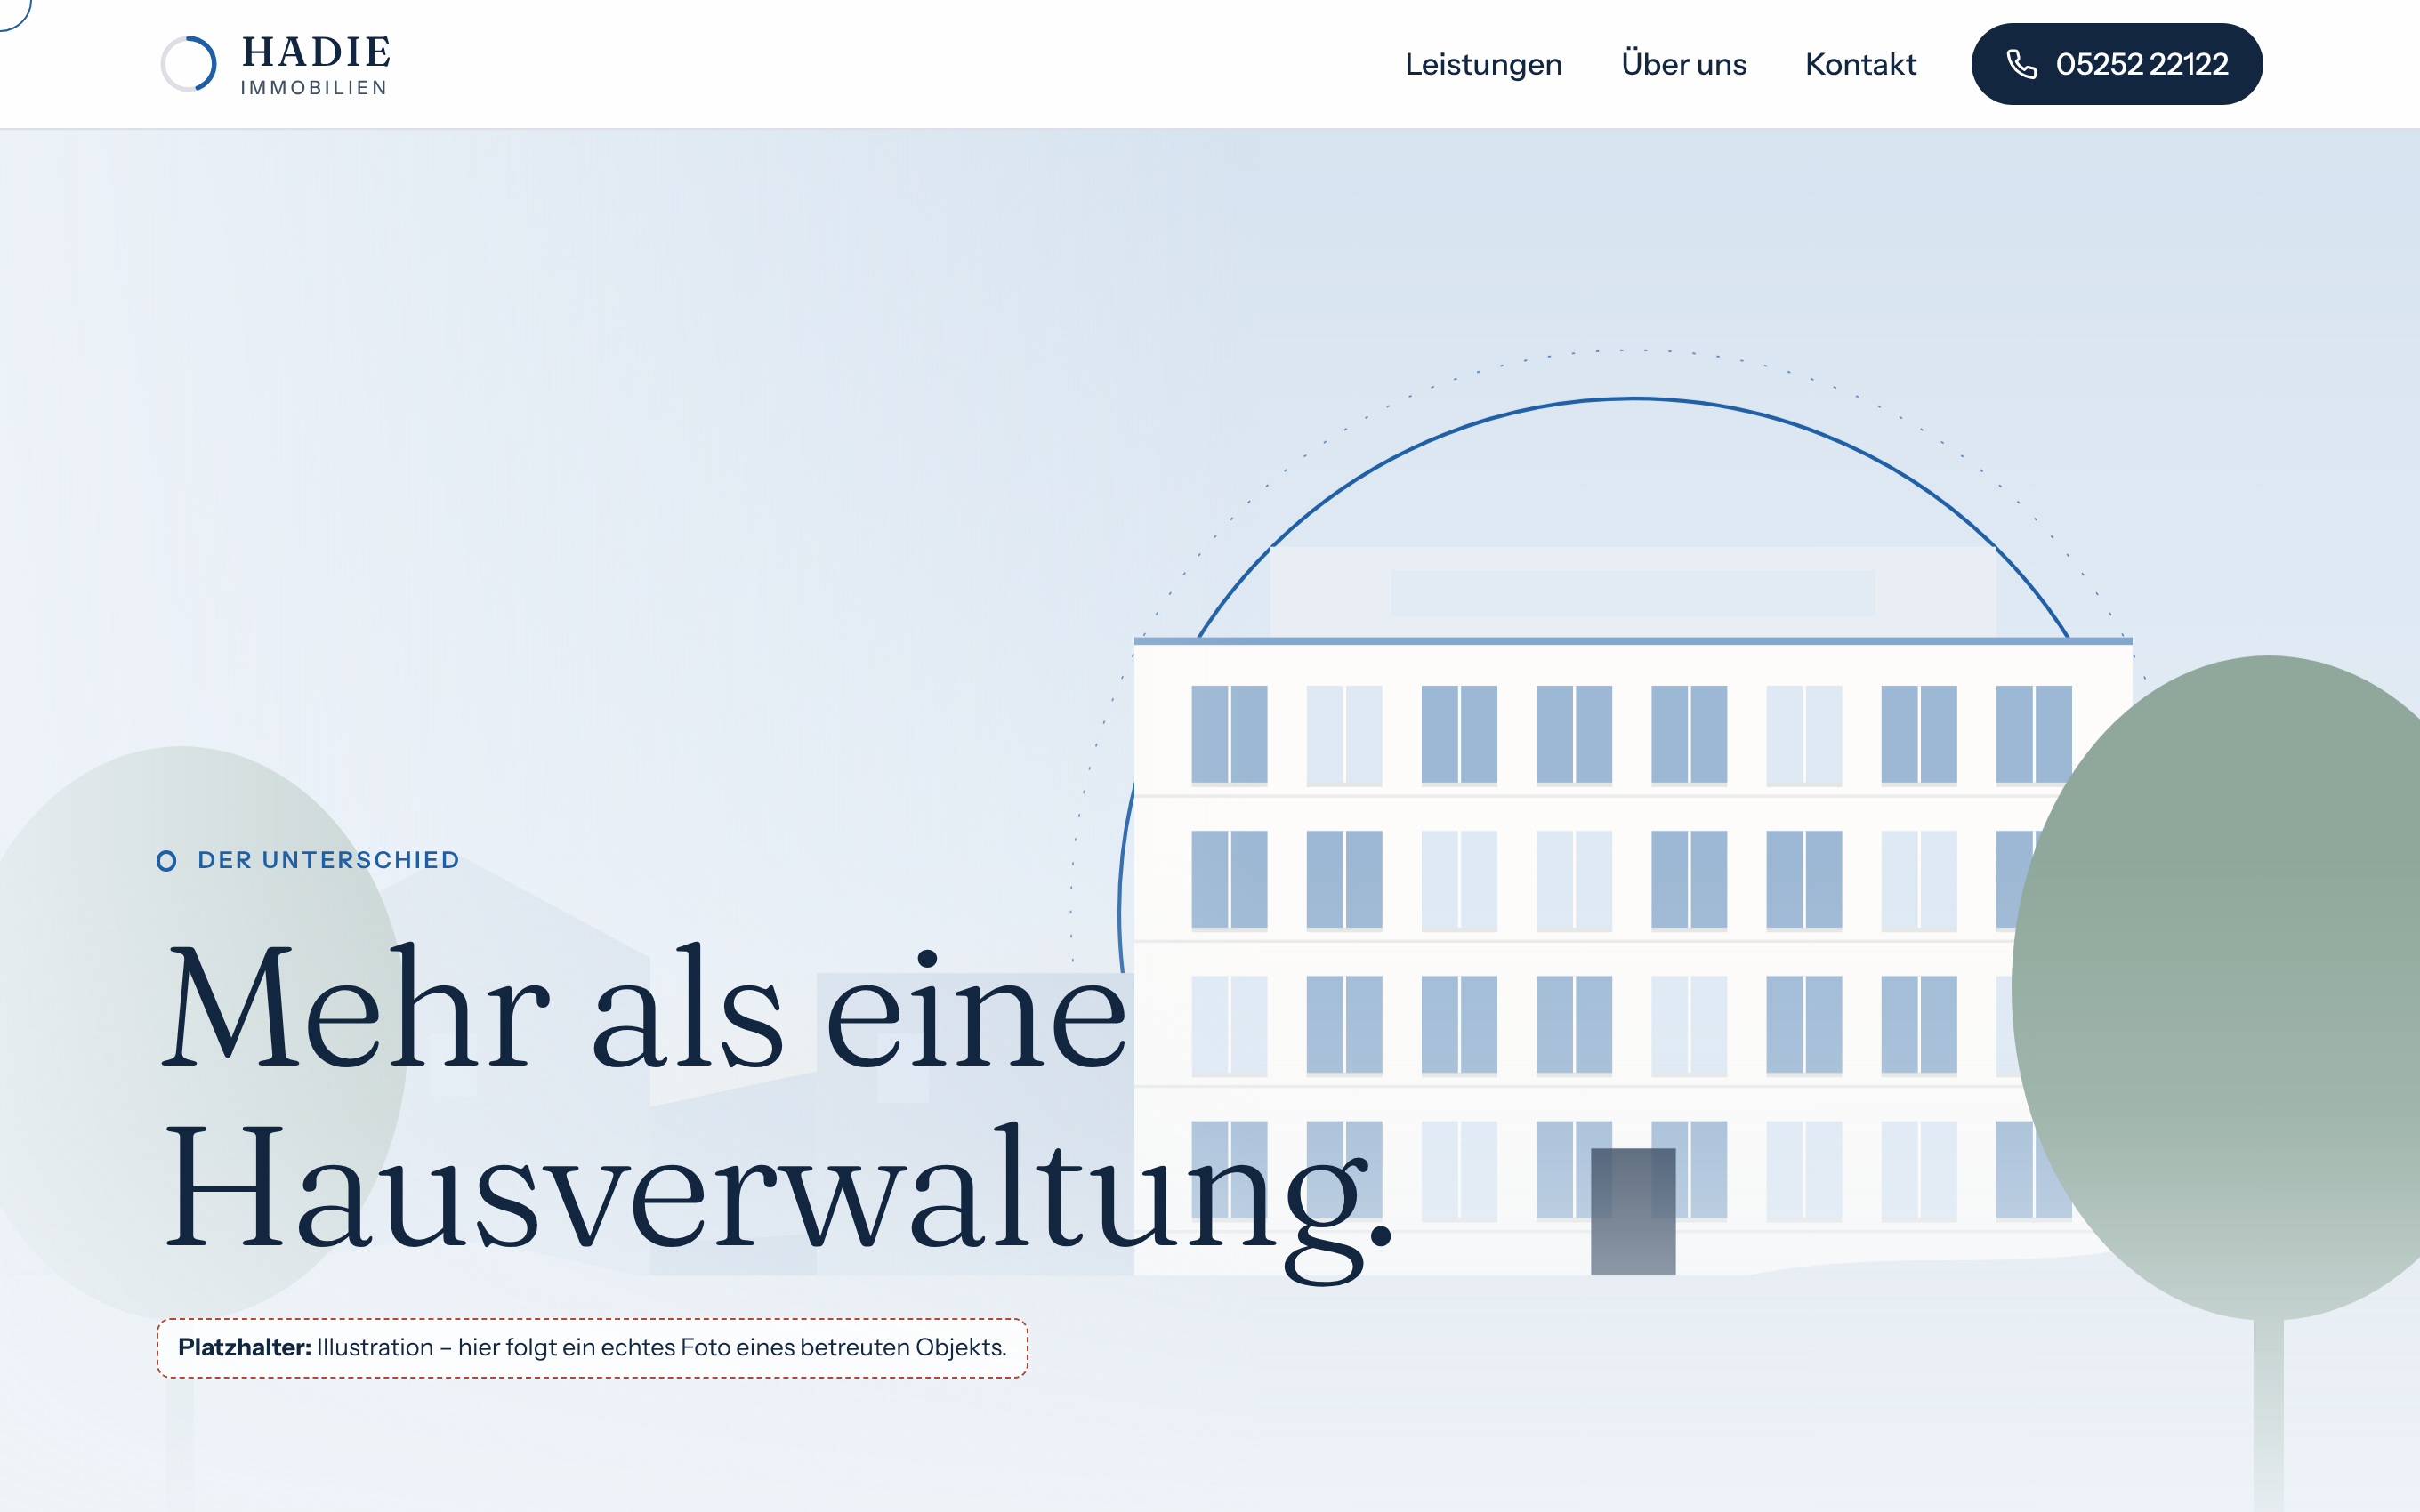 HADIE
IMMOBILIEN
Leistungen
Über uns
Kontakt
05252 22122
DER UNTERSCHIED
Mehr als eine
Hausverwaltung.
Platzhalter: Illustration – hier folgt ein echtes Foto eines betreuten Objekts.